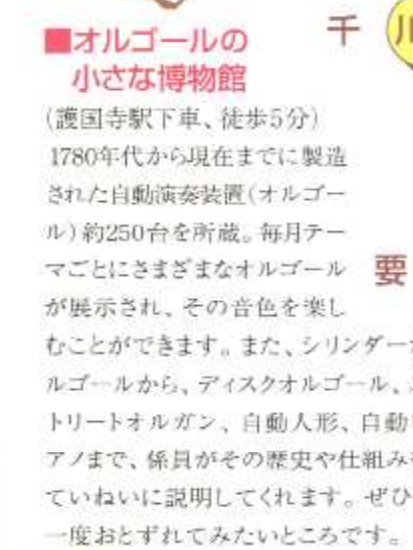 ■オルゴールの
小さな博物館
(護国寺駅下車、徒歩5分)
1780年代から現在までに製造
された自動演奏装置(オルゴー
ル)約250台を所蔵。毎月テー
マごとにさまざまなオルゴール
が展示され、その音色を楽し
むことができます。また、シリンダー
ルゴールから、ディスクオルゴール、
トリートオルガン、自動人形、自動
アノまで、係員がその歴史や仕組み
ていねいに説明してくれます。ぜひ
一度おとずれてみたいところです。
千
川
要